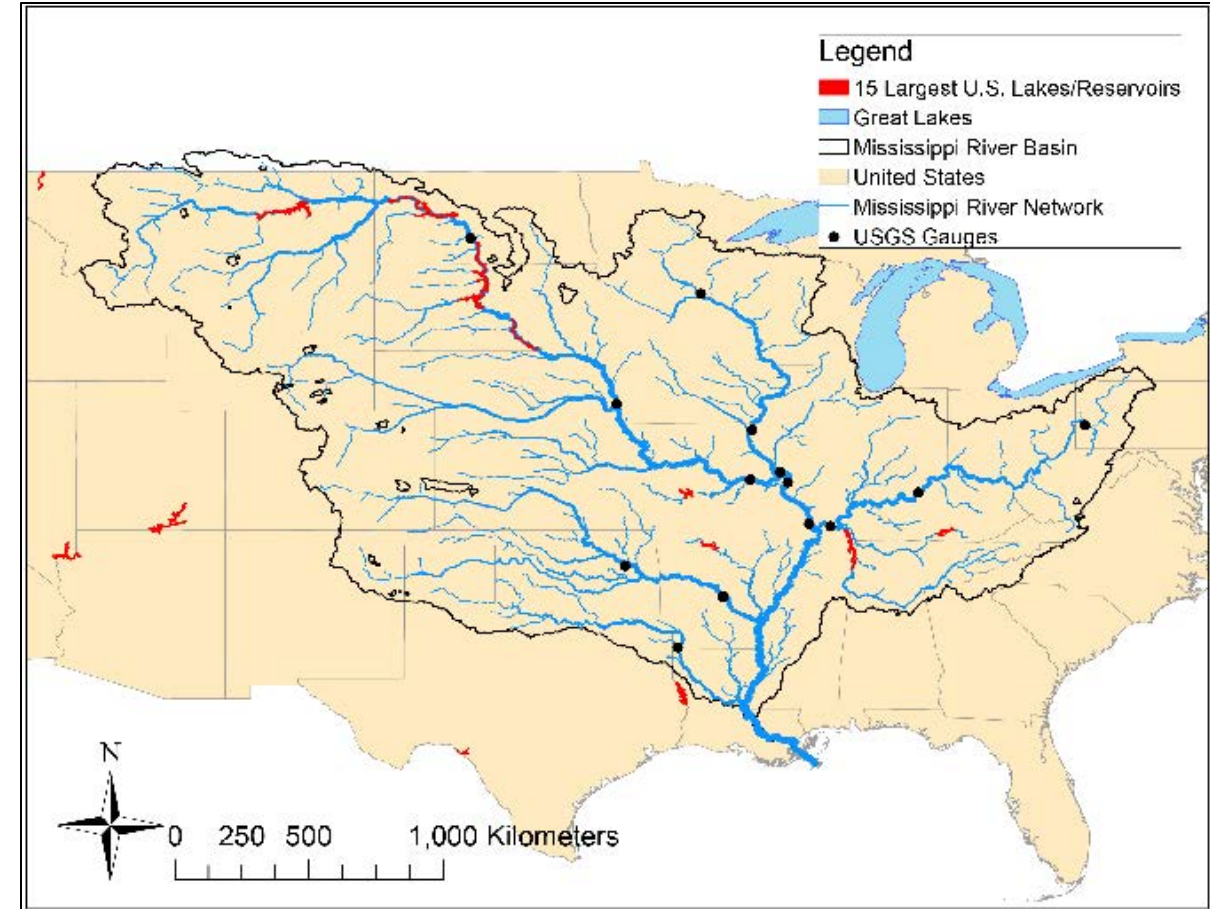 Legend
15 Largest U.S. Lakes/Reservoirs
Great Lakes
Mississippi River Basin
United States
Mississippi River Network
USGS Gauges
N
0 250 500 1,000 Kilometers